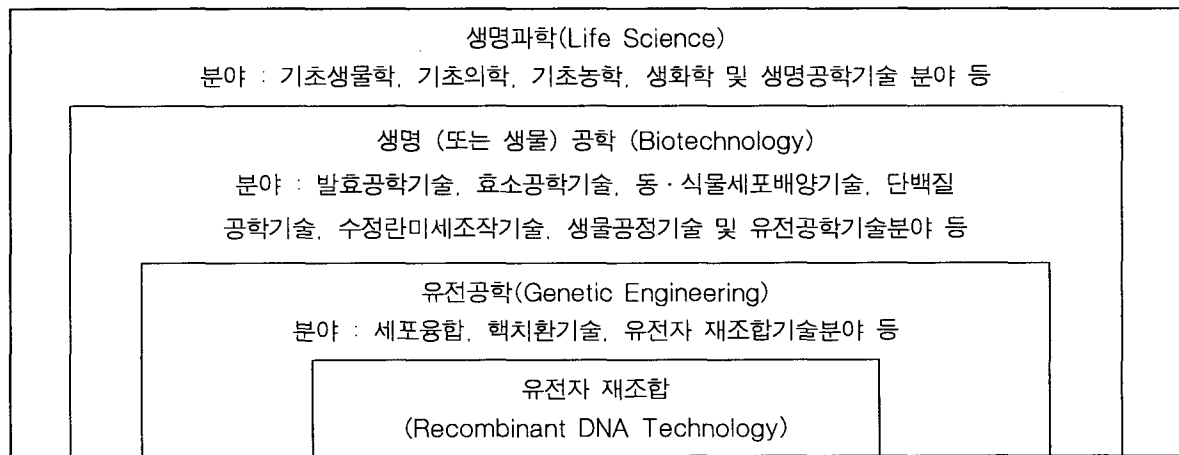 생명과학(Life Science)
분야 : 기초생물학, 기초의학, 기초농학, 생화학 및 생명공학기술 분야 등
생명 (또는 생물) 공학 (Biotechnology)
분야 : 발효공학기술, 효소공학기술, 동·식물세포배양기술, 단백질
공학기술, 수정란미세조작기술, 생물공정기술 및 유전공학기술분야 등
유전공학(Genetic Engineering)
분야 : 세포융합, 핵치환기술, 유전자 재조합기술분야 등
유전자 재조합
(Recombinant DNA Technology)